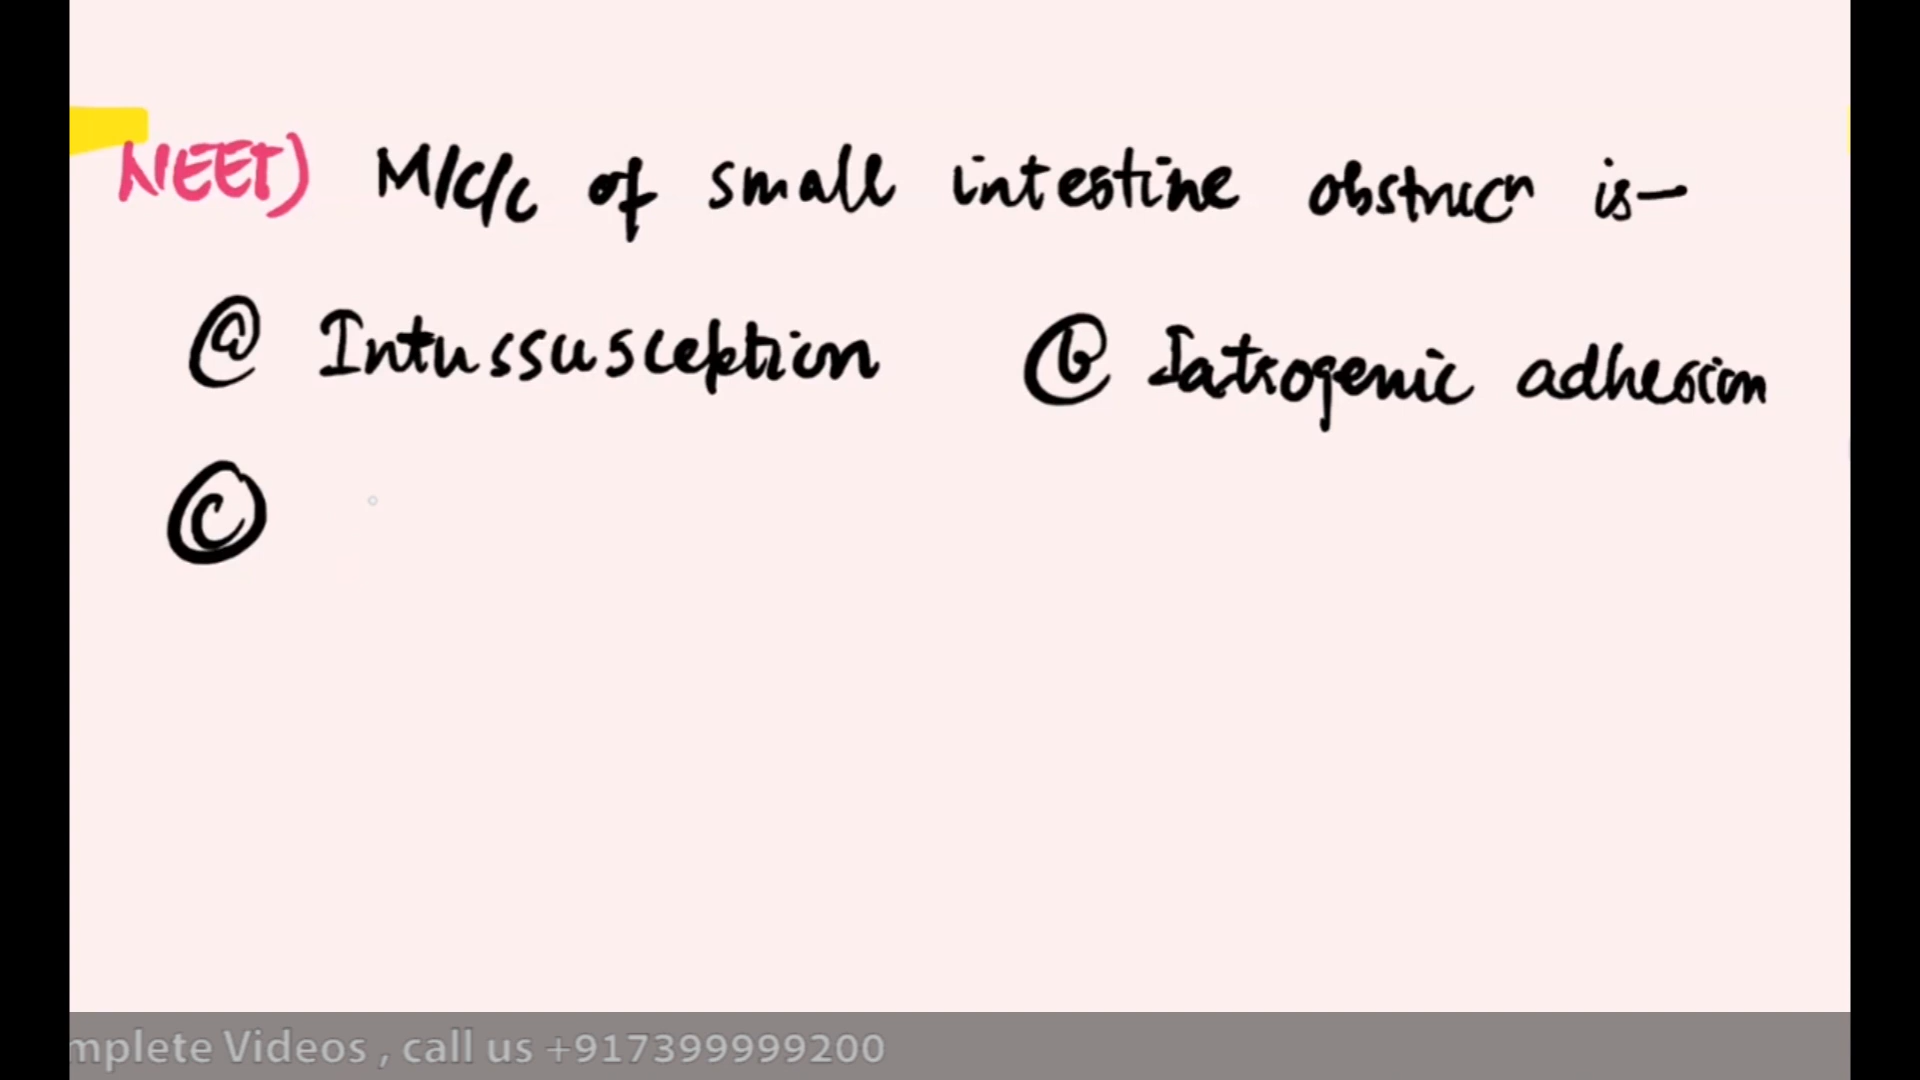 NEET) M/C/C of small intestine obstrucn is-
(a) Intussusception (b) Iatrogenic adhesion
(c)
mplete Videos , call us +917399999200